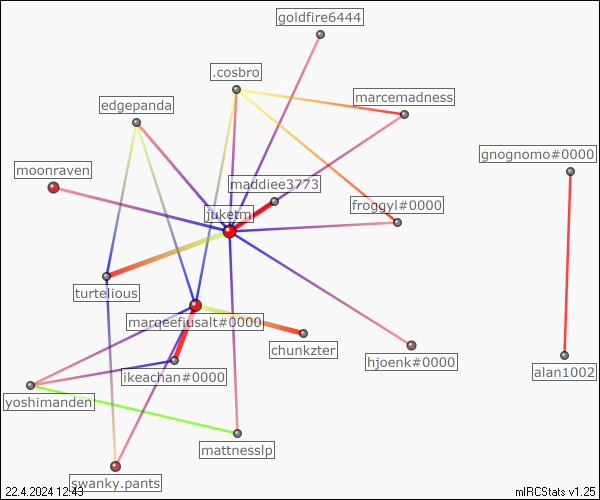 goldfire6444
.cosbro
marcemadness
edgepanda
gnognomo#0000
moonraven
maddiee3773
froggyl#0000
juketm
turtelious
marqeefiusalt#0000
chunkzter
hjoenk#0000
alan1002
ikeachan#0000
yoshimanden
mattnesslp
swanky.pants
22.4.2024 12:43
mIRCStats v1.25